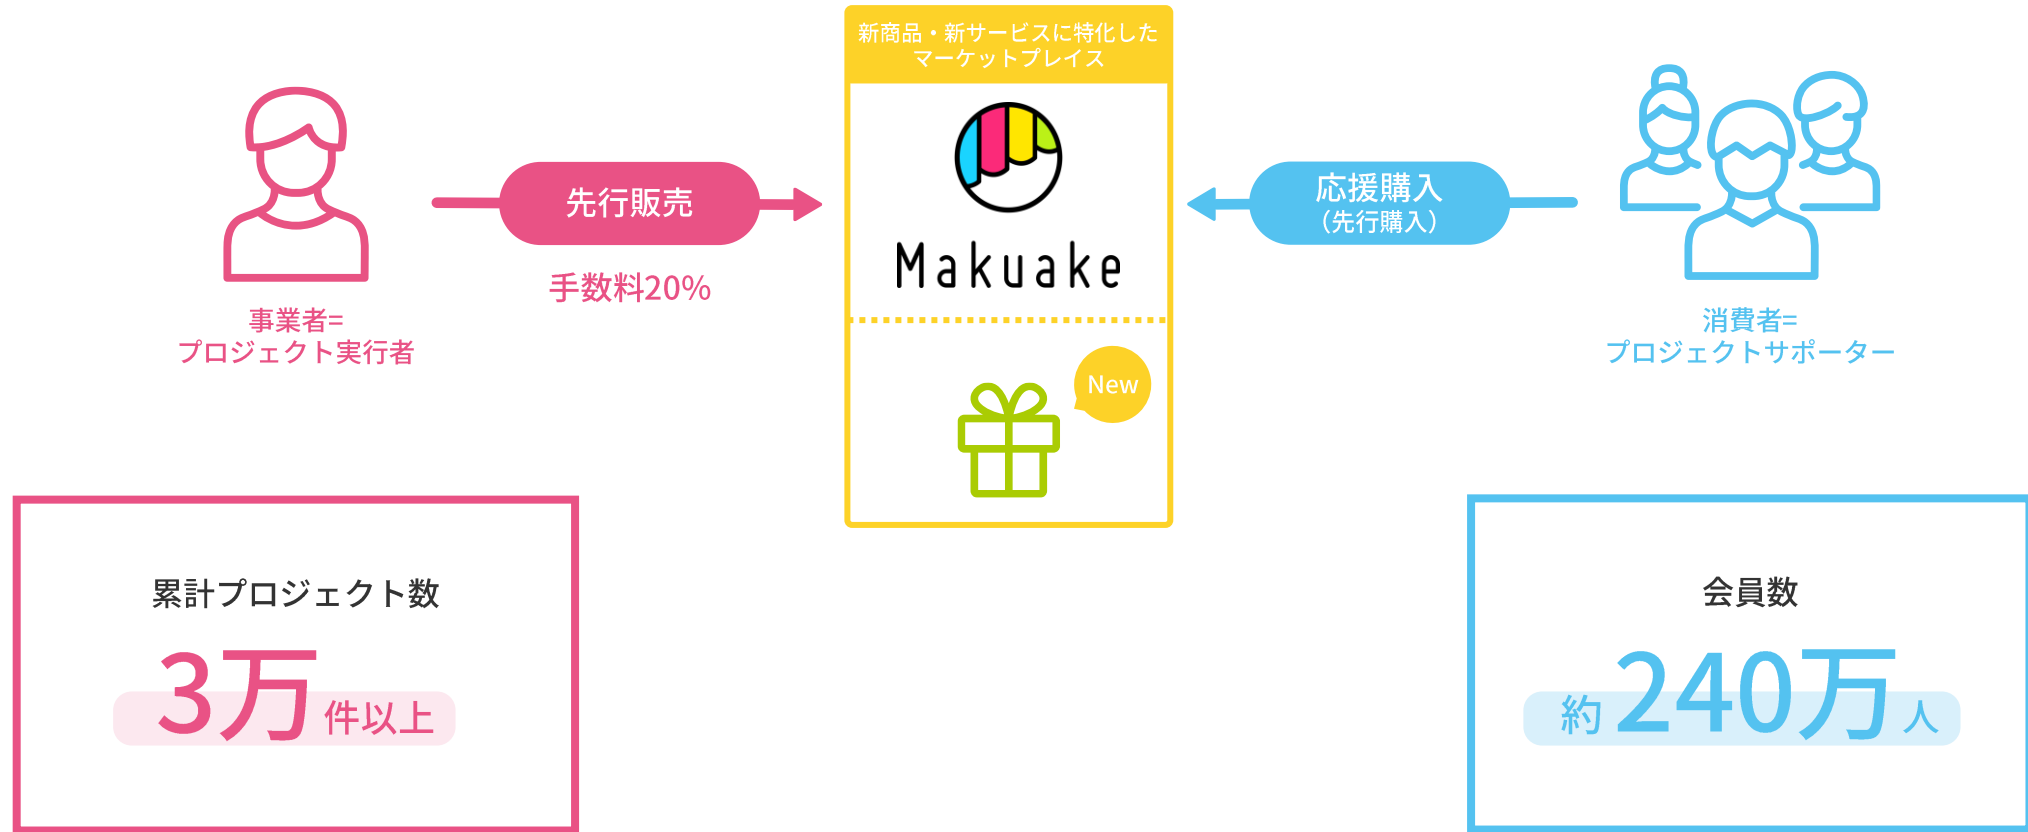 新商品・新サービスに特化した
マーケットプレイス
Makuake
New
先行販売
手数料20%
事業者=
プロジェクト実行者
応援購入
（先行購入）
消費者=
プロジェクトサポーター
累計プロジェクト数
3万件以上
会員数
約240万人